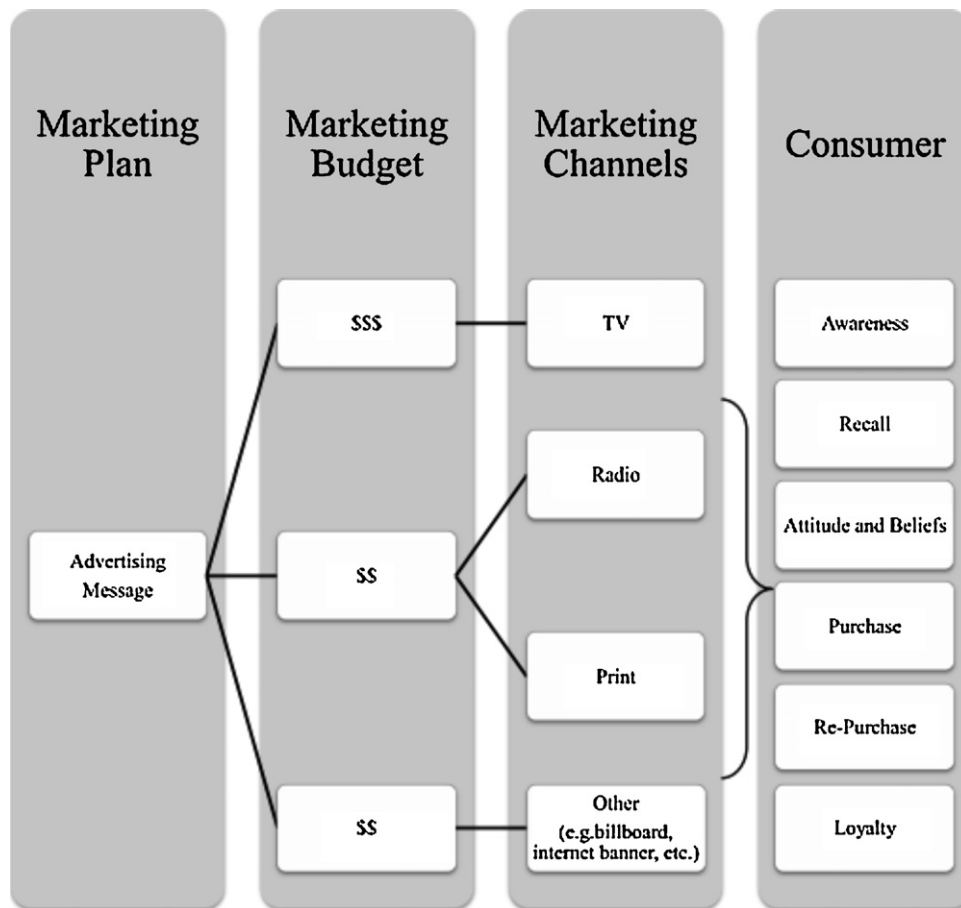 Marketing
Plan
Marketing
Budget
Marketing
Channels
Consumer
Advertising
Message
$$$
$$
$$
TV
Radio
Print
Other
(e.g.billboard,
internet banner, etc.)
Awareness
Recall
Attitude and Beliefs
Purchase
Re-Purchase
Loyalty